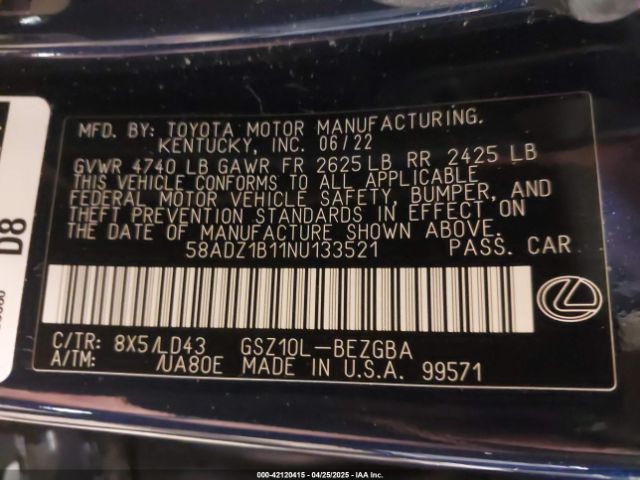 MFD. BY: TOYOTA MOTOR MANUFACTURING.
KENTUCKY, INC. 06/22
GVWR 4740 LB GAWR FR 2625 LB RR 2425 LB
THIS VEHICLE CONFORMS TO ALL APPLICABLE
FEDERAL MOTOR VEHICLE SAFETY, BUMPER, AND
THEFT PREVENTION STANDARDS IN EFFECT ON
THE DATE OF MANUFACTURE SHOWN ABOVE.
58ADZ1B11NU133521 PASS. CAR
C/TR: 8X5/LD43 GSZ10L-BEZGBA
A/TM: /UA80E MADE IN U.S.A. 99571
D8
000-42120415 - 04/25/2025 - IAA Inc.